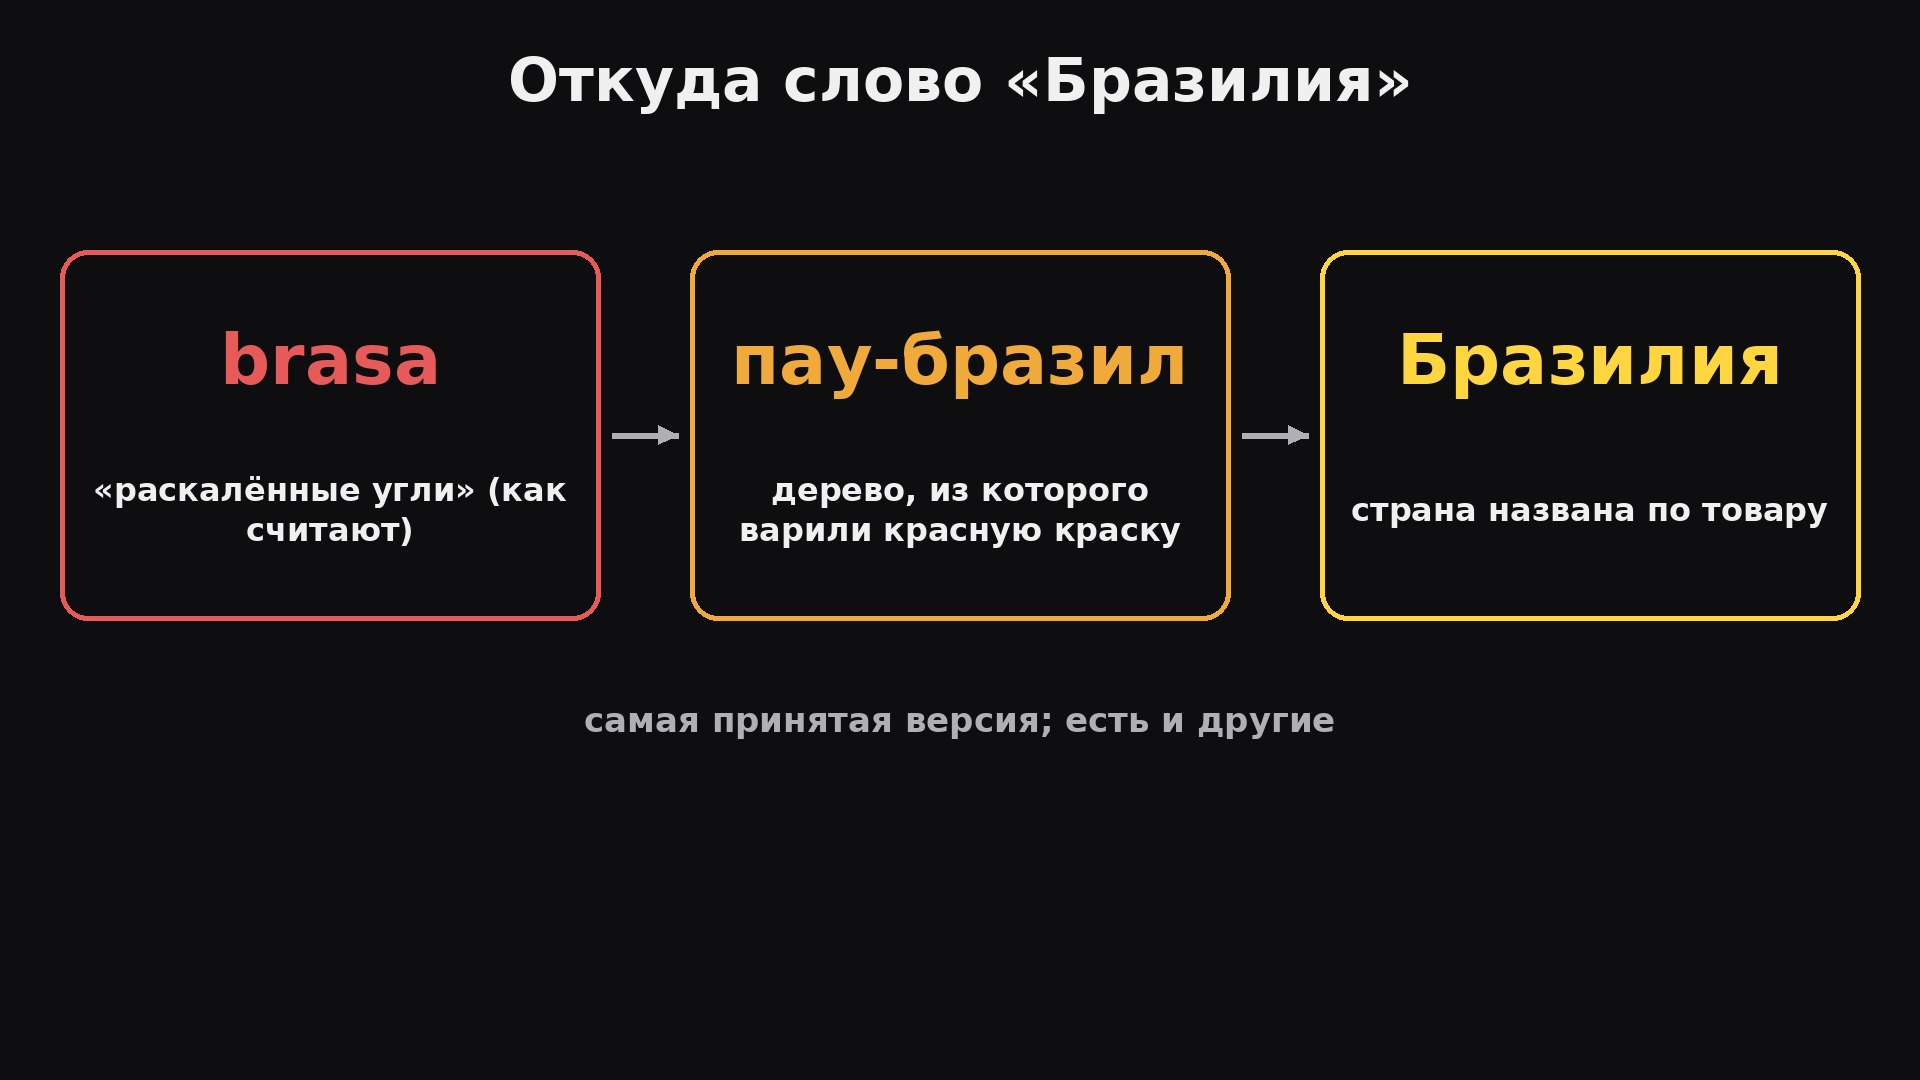 Откуда слово «Бразилия»
brasa
«раскалённые угли» (как
считают)
пау-бразил
дерево, из которого
варили красную краску
Бразилия
страна названа по товару
самая принятая версия; есть и другие